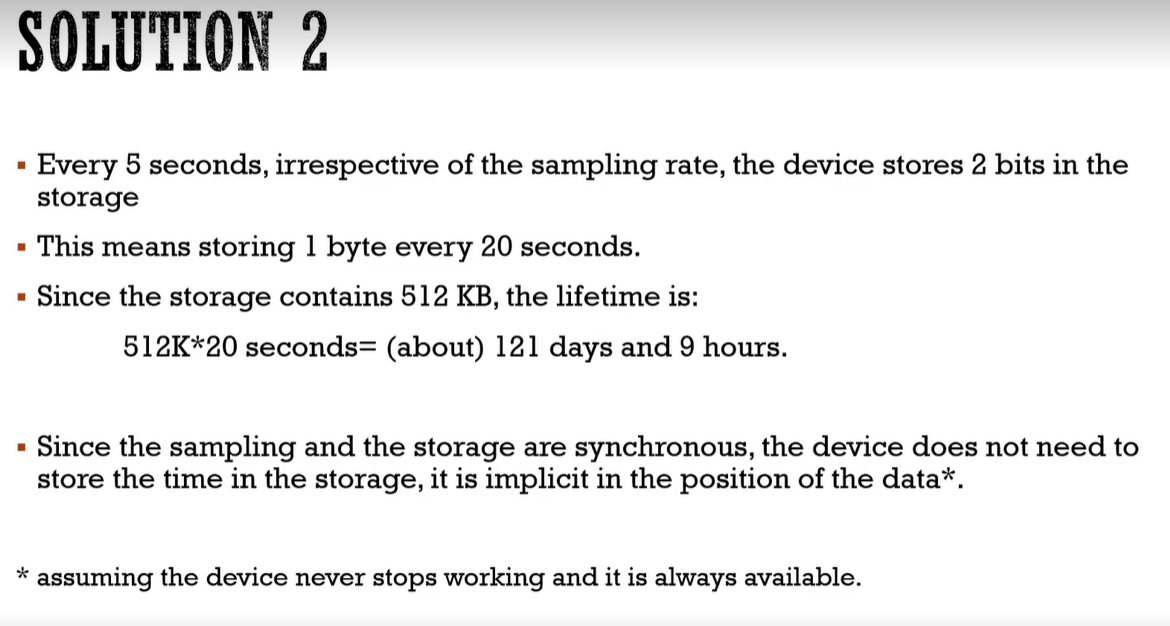 SOLUTION 2
▪ Every 5 seconds, irrespective of the sampling rate, the device stores 2 bits in the
storage
▪ This means storing 1 byte every 20 seconds.
▪ Since the storage contains 512 KB, the lifetime is:
512K*20 seconds= (about) 121 days and 9 hours.
▪ Since the sampling and the storage are synchronous, the device does not need to
store the time in the storage, it is implicit in the position of the data*.
* assuming the device never stops working and it is always available.